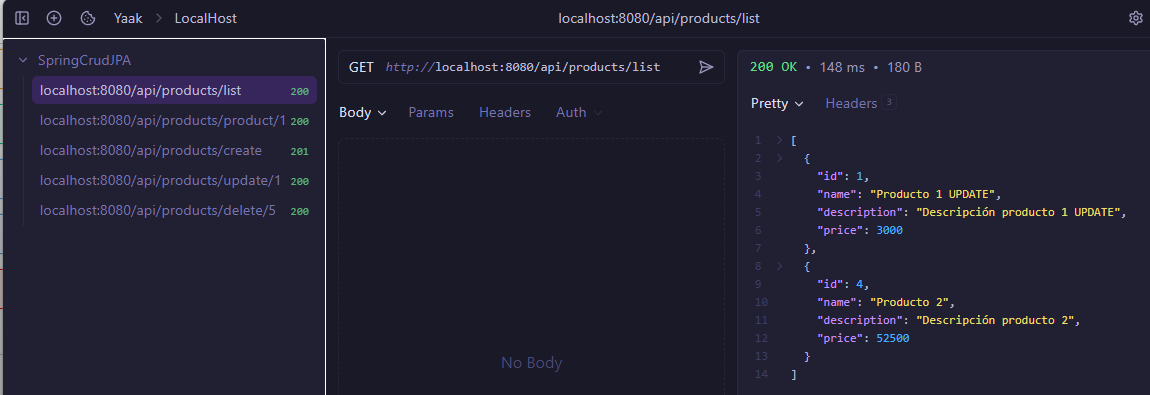 Yaak > LocalHost
localhost:8080/api/products/list
SpringCrudJPA
localhost:8080/api/products/list 200
localhost:8080/api/products/product/1 200
localhost:8080/api/products/create 201
localhost:8080/api/products/update/1 200
localhost:8080/api/products/delete/5 200
GET http://localhost:8080/api/products/list
Body Params Headers Auth
No Body
200 OK • 148 ms • 180 B
Pretty Headers 3
1 [
2 {
3 "id": 1,
4 "name": "Producto 1 UPDATE",
5 "description": "Descripción producto 1 UPDATE",
6 "price": 3000
7 },
8 {
9 "id": 4,
10 "name": "Producto 2",
11 "description": "Descripción producto 2",
12 "price": 52500
13 }
14 ]